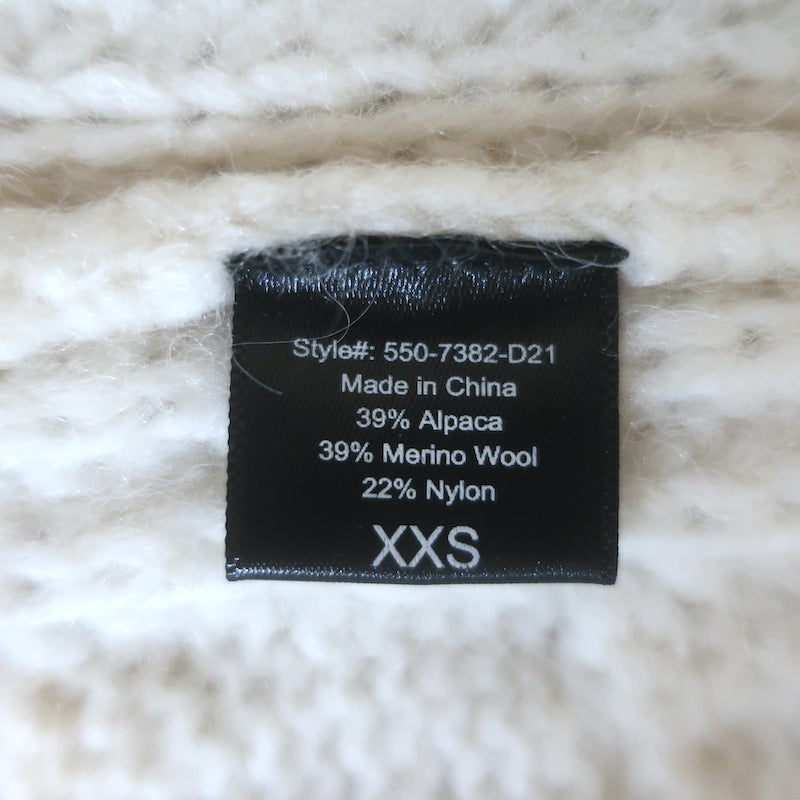 Style#: 550-7382-D21
Made in China
39% Alpaca
39% Merino Wool
22% Nylon
XXS